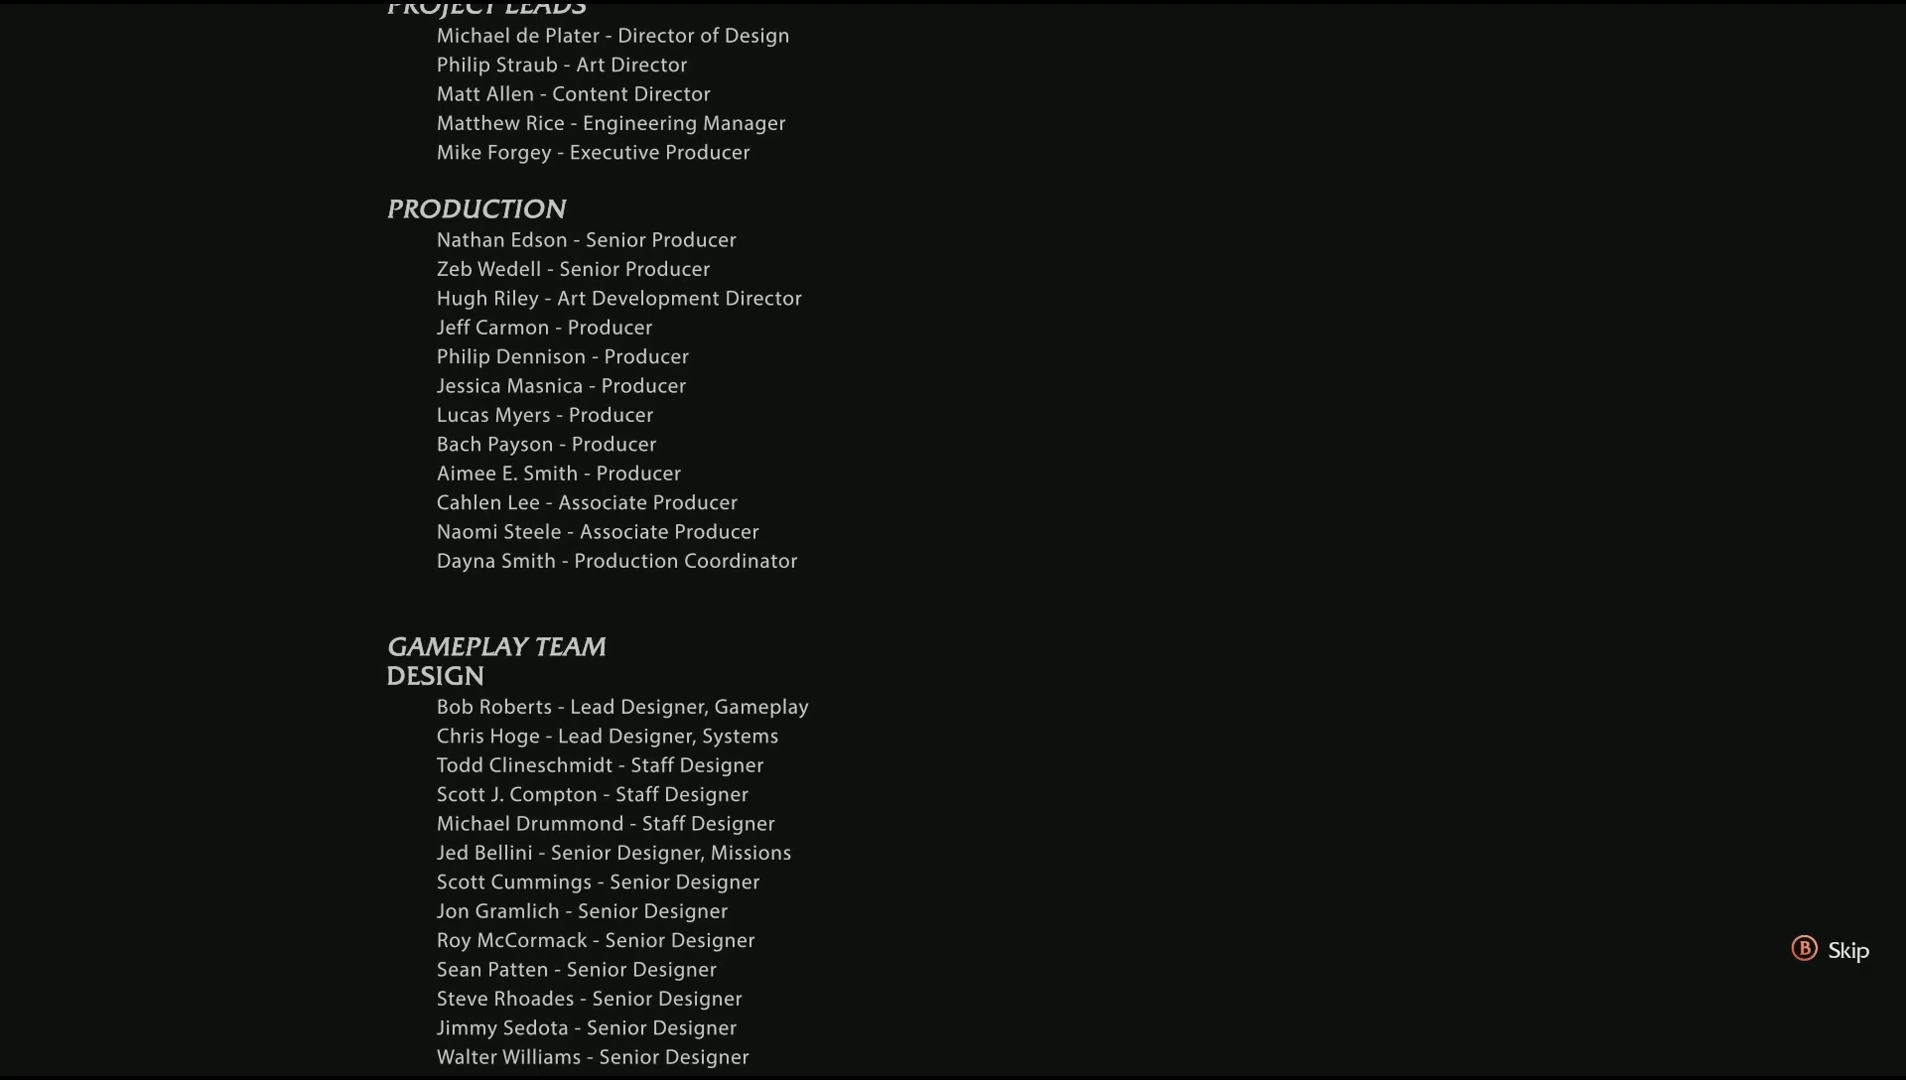 PROJECT LEADS
Michael de Plater - Director of Design
Philip Straub - Art Director
Matt Allen - Content Director
Matthew Rice - Engineering Manager
Mike Forgey - Executive Producer
PRODUCTION
Nathan Edson - Senior Producer
Zeb Wedell - Senior Producer
Hugh Riley - Art Development Director
Jeff Carmon - Producer
Philip Dennison - Producer
Jessica Masnica - Producer
Lucas Myers - Producer
Bach Payson - Producer
Aimee E. Smith - Producer
Cahlen Lee - Associate Producer
Naomi Steele - Associate Producer
Dayna Smith - Production Coordinator
GAMEPLAY TEAM
DESIGN
Bob Roberts - Lead Designer, Gameplay
Chris Hoge - Lead Designer, Systems
Todd Clineschmidt - Staff Designer
Scott J. Compton - Staff Designer
Michael Drummond - Staff Designer
Jed Bellini - Senior Designer, Missions
Scott Cummings - Senior Designer
Jon Gramlich - Senior Designer
Roy McCormack - Senior Designer
Sean Patten - Senior Designer
Steve Rhoades - Senior Designer
Jimmy Sedota - Senior Designer
Walter Williams - Senior Designer
B Skip